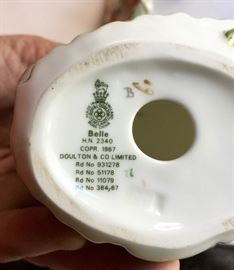 Belle
H.N. 2340
COPR. 1967
DOULTON & CO LIMITED
Rd No 931278
Rd No 51178
Rd No 11079
Rd No 384/67
B